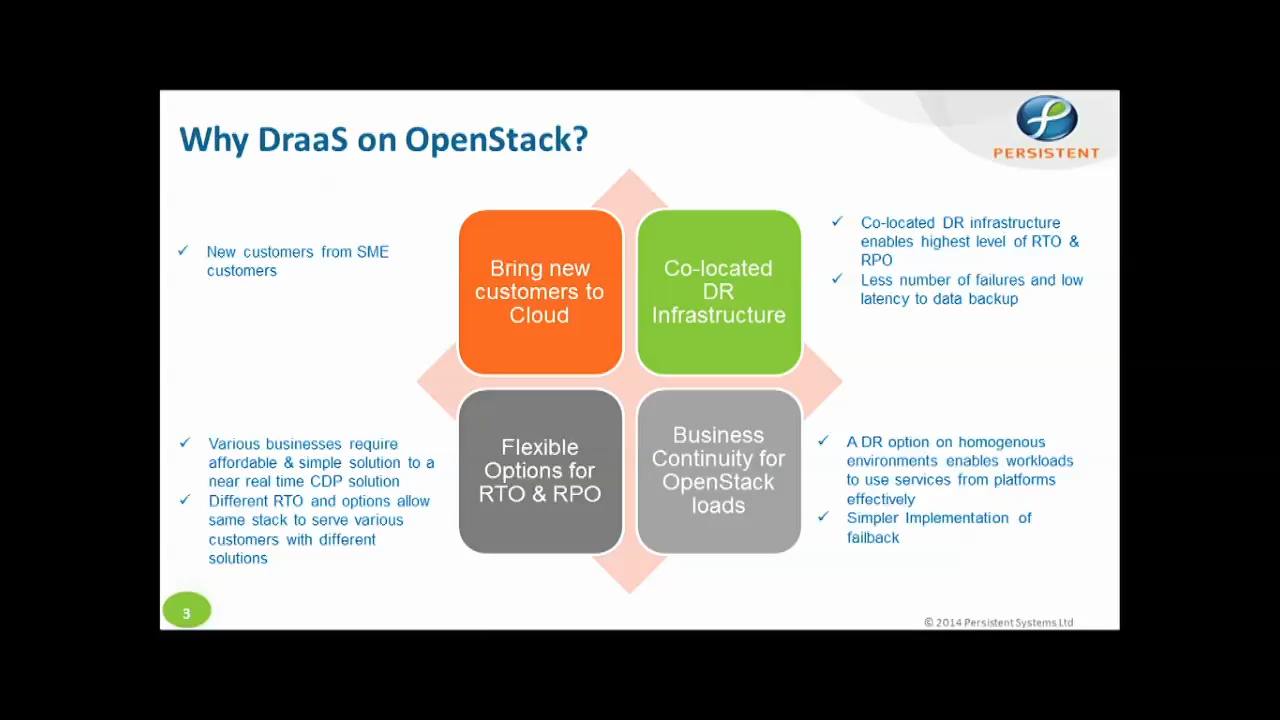 Why DraaS on OpenStack?
PERSISTENT
✓ New customers from SME
customers
Bring new
customers to
Cloud
Co-located
DR
Infrastructure
✓ Co-located DR infrastructure
enables highest level of RTO &
RPO
✓ Less number of failures and low
latency to data backup
✓ Various businesses require
affordable & simple solution to a
near real time CDP solution
✓ Different RTO and options allow
same stack to serve various
customers with different
solutions
Flexible
Options for
RTO & RPO
Business
Continuity for
OpenStack
loads
✓ A DR option on homogenous
environments enables workloads
to use services from platforms
effectively
✓ Simpler Implementation of
failback
3
© 2014 Persistent Systems Ltd